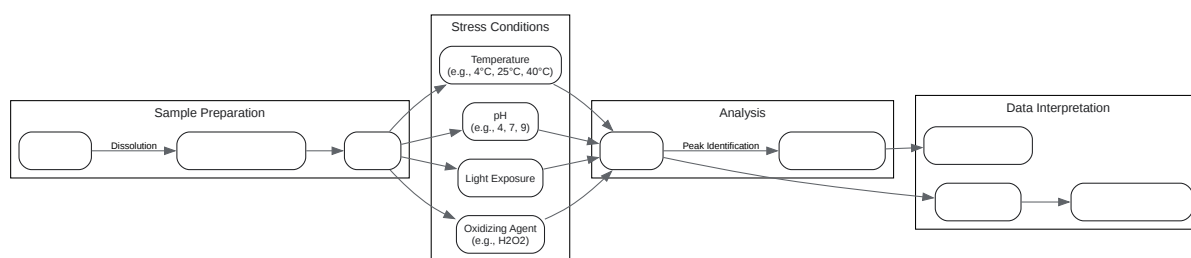 Stress Conditions
Temperature
(e.g., 4°C, 25°C, 40°C)
Sample Preparation
Dissolution
pH
(e.g., 4, 7, 9)
Light Exposure
Oxidizing Agent
(e.g., H2O2)
Analysis
Peak Identification
Data Interpretation